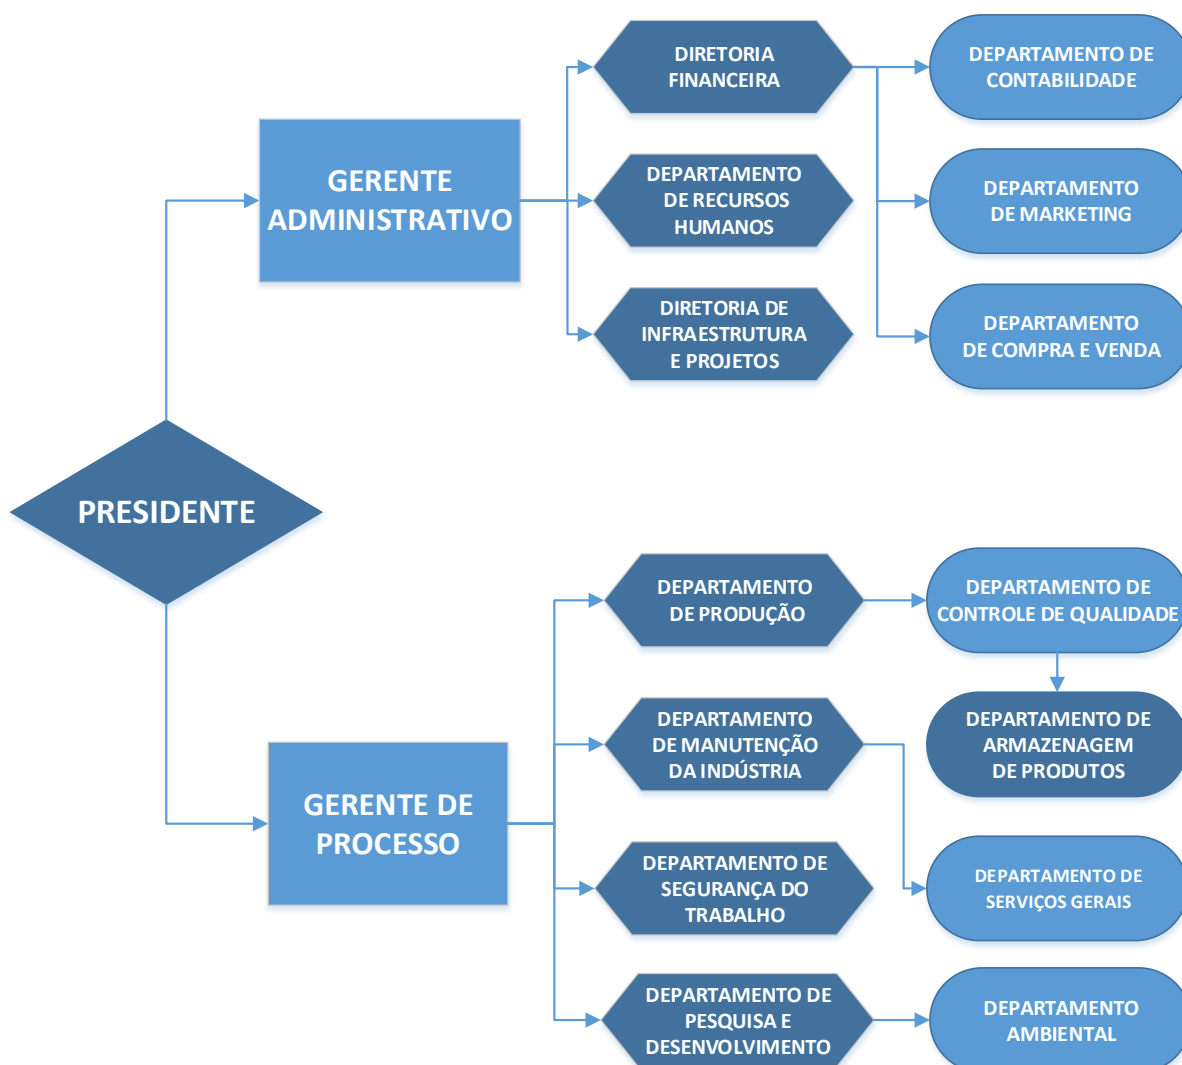 DIRETORIA
FINANCEIRA
DEPARTAMENTO DE
CONTABILIDADE
GERENTE
ADMINISTRATIVO
DEPARTAMENTO
DE RECURSOS
HUMANOS
DEPARTAMENTO
DE MARKETING
DIRETORIA DE
INFRAESTRUTURA
E PROJETOS
DEPARTAMENTO
DE COMPRA E VENDA
PRESIDENTE
DEPARTAMENTO
DE PRODUÇÃO
DEPARTAMENTO DE
CONTROLE DE QUALIDADE
DEPARTAMENTO
DE MANUTENÇÃO
DA INDÚSTRIA
DEPARTAMENTO DE
ARMAZENAGEM
DE PRODUTOS
GERENTE DE
PROCESSO
DEPARTAMENTO DE
SEGURANÇA DO
TRABALHO
DEPARTAMENTO DE
SERVIÇOS GERAIS
DEPARTAMENTO DE
PESQUISA E
DESENVOLVIMENTO
DEPARTAMENTO
AMBIENTAL